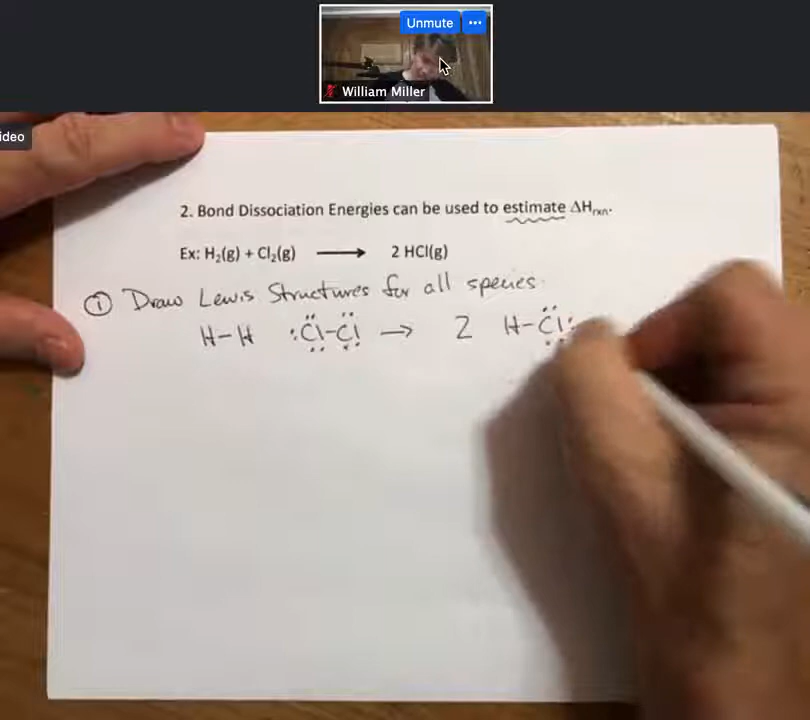 Unmute ...
William Miller
ideo
2. Bond Dissociation Energies can be used to estimate ΔHrxn.
Ex: H₂(g) + Cl₂(g) ⟶ 2 HCl(g)
① Draw Lewis Structures for all species.
H-H :Cl-Cl: → 2 H-Cl: